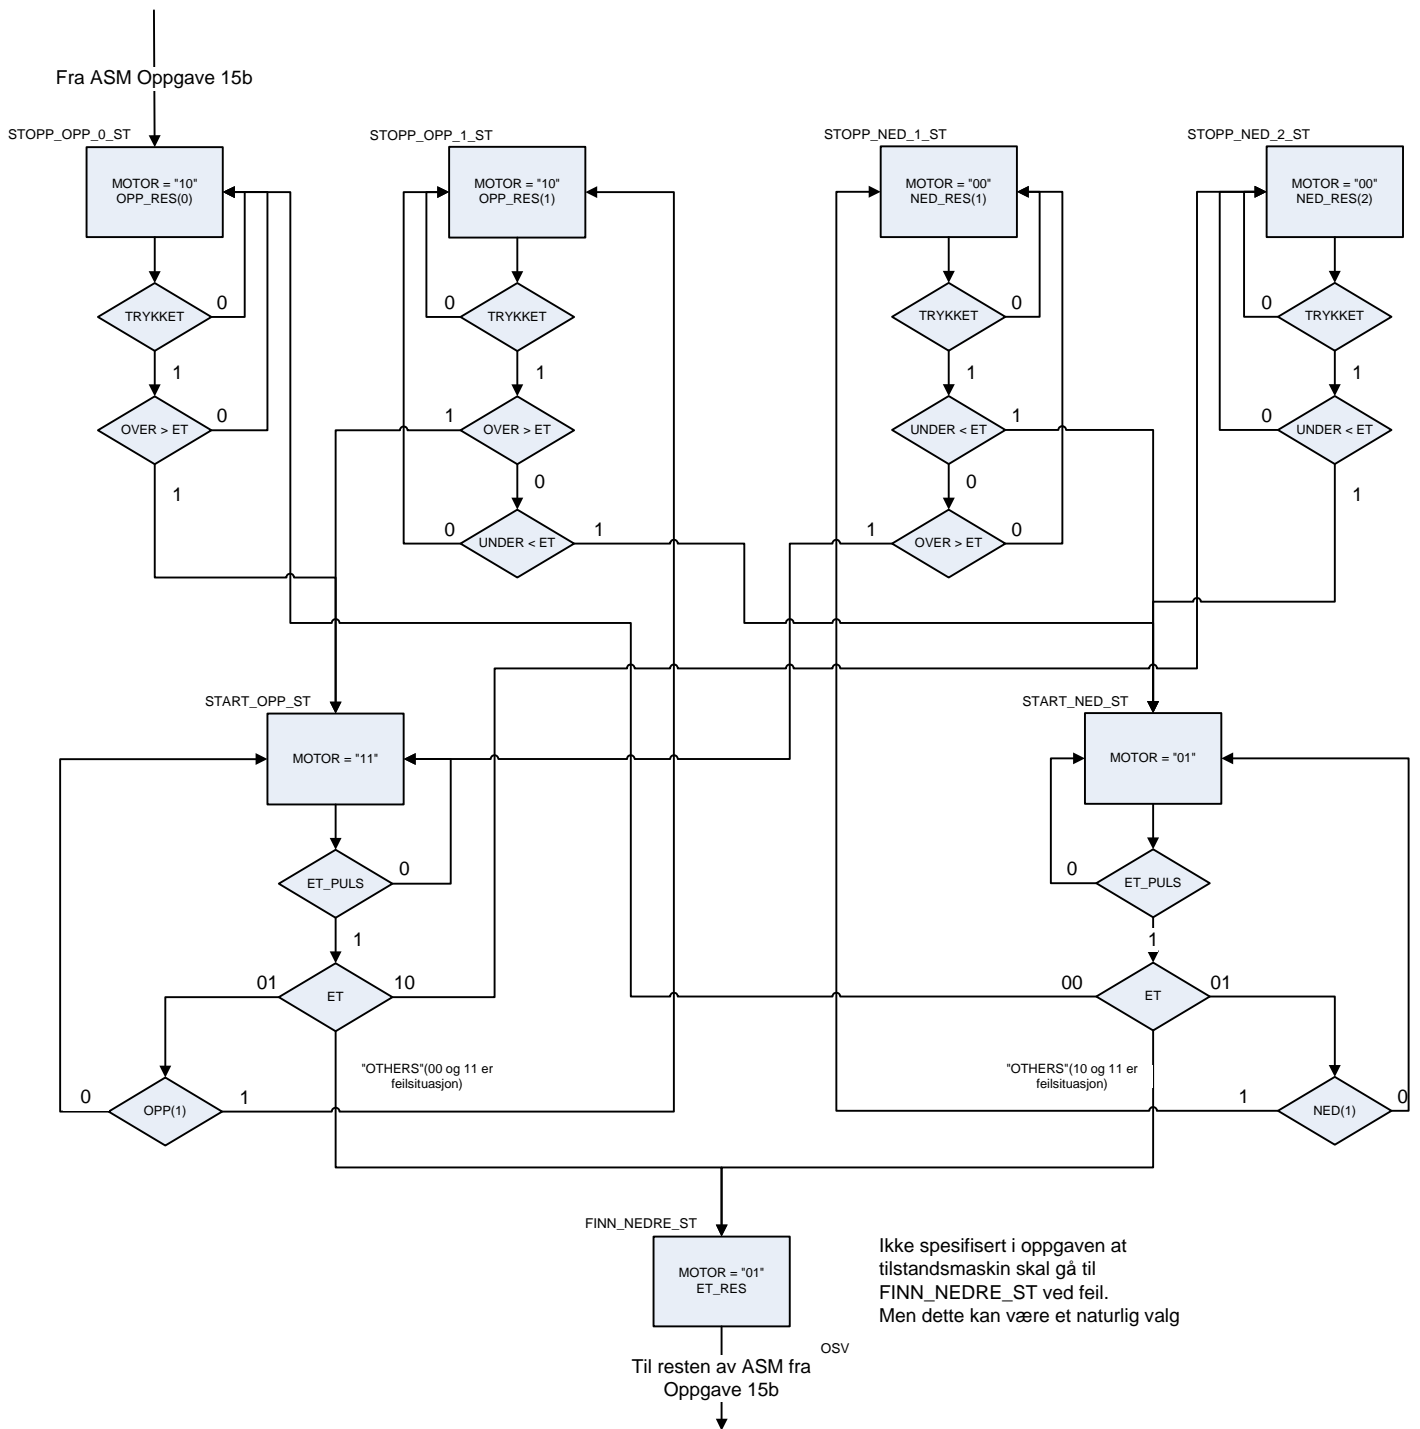 Fra ASM Oppgave 15b
STOPP_OPP_0_ST
STOPP_OPP_1_ST
STOPP_NED_1_ST
STOPP_NED_2_ST
MOTOR = "10"
OPP_RES(0)
MOTOR = "10"
OPP_RES(1)
MOTOR = "00"
NED_RES(1)
MOTOR = "00"
NED_RES(2)
TRYKKET
0
0
TRYKKET
TRYKKET
0
0
TRYKKET
1
1
1
1
OVER > ET
0
1
OVER > ET
UNDER < ET
1
0
UNDER < ET
1
0
0
1
0
UNDER < ET
1
1
OVER > ET
0
START_OPP_ST
START_NED_ST
MOTOR = "11"
MOTOR = "01"
ET_PULS
0
0
ET_PULS
1
1
01
ET
10
00
ET
01
"OTHERS"(00 og 11 er
feilsituasjon)
"OTHERS"(10 og 11 er
feilsituasjon)
0
OPP(1)
1
1
NED(1)
0
FINN_NEDRE_ST
MOTOR = "01"
ET_RES
Ikke spesifisert i oppgaven at
tilstandsmaskin skal gå til
FINN_NEDRE_ST ved feil.
Men dette kan være et naturlig valg
OSV
Til resten av ASM fra
Oppgave 15b